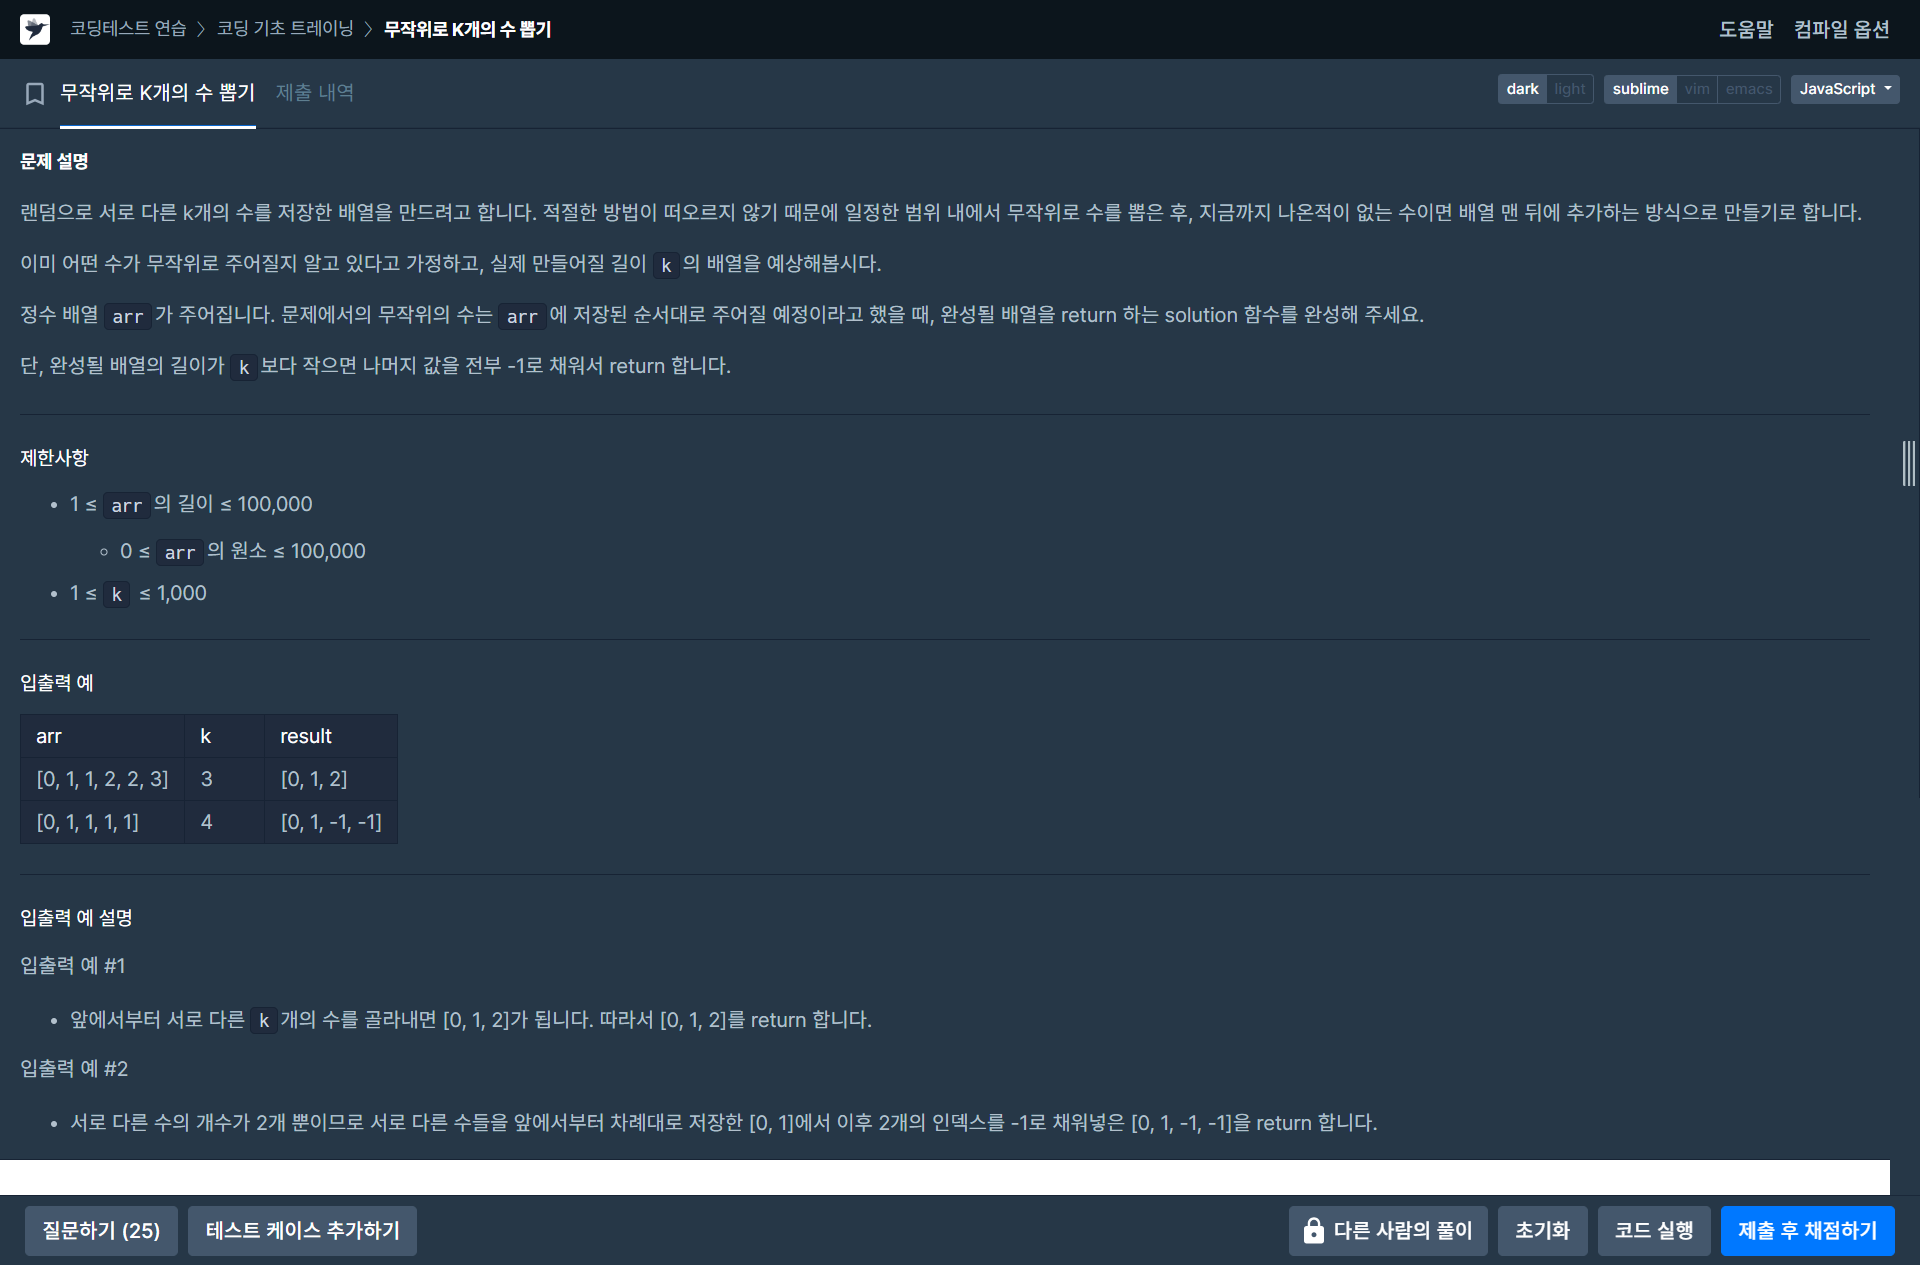 코딩테스트 연습 > 코딩 기초 트레이닝 > 무작위로 K개의 수 뽑기 도움말 컴파일 옵션
무작위로 K개의 수 뽑기 제출 내역 dark light sublime vim emacs JavaScript
문제 설명
랜덤으로 서로 다른 k개의 수를 저장한 배열을 만드려고 합니다. 적절한 방법이 떠오르지 않기 때문에 일정한 범위 내에서 무작위로 수를 뽑은 후, 지금까지 나온적이 없는 수이면 배열 맨 뒤에 추가하는 방식으로 만들기로 합니다.
이미 어떤 수가 무작위로 주어질지 알고 있다고 가정하고, 실제 만들어질 길이 k의 배열을 예상해봅시다.
정수 배열 arr가 주어집니다. 문제에서의 무작위의 수는 arr에 저장된 순서대로 주어질 예정이라고 했을 때, 완성될 배열을 return 하는 solution 함수를 완성해 주세요.
단, 완성될 배열의 길이가 k보다 작으면 나머지 값을 전부 -1로 채워서 return 합니다.
제한사항
• 1 ≤ arr의 길이 ≤ 100,000
◦ 0 ≤ arr의 원소 ≤ 100,000
• 1 ≤ k ≤ 1,000
입출력 예
arr k result
[0, 1, 1, 2, 2, 3] 3 [0, 1, 2]
[0, 1, 1, 1, 1] 4 [0, 1, -1, -1]
입출력 예 설명
입출력 예 #1
• 앞에서부터 서로 다른 k개의 수를 골라내면 [0, 1, 2]가 됩니다. 따라서 [0, 1, 2]를 return 합니다.
입출력 예 #2
• 서로 다른 수의 개수가 2개 뿐이므로 서로 다른 수들을 앞에서부터 차례대로 저장한 [0, 1]에서 이후 2개의 인덱스를 -1로 채워넣은 [0, 1, -1, -1]을 return 합니다.
질문하기 (25) 테스트 케이스 추가하기 다른 사람의 풀이 초기화 코드 실행 제출 후 채점하기